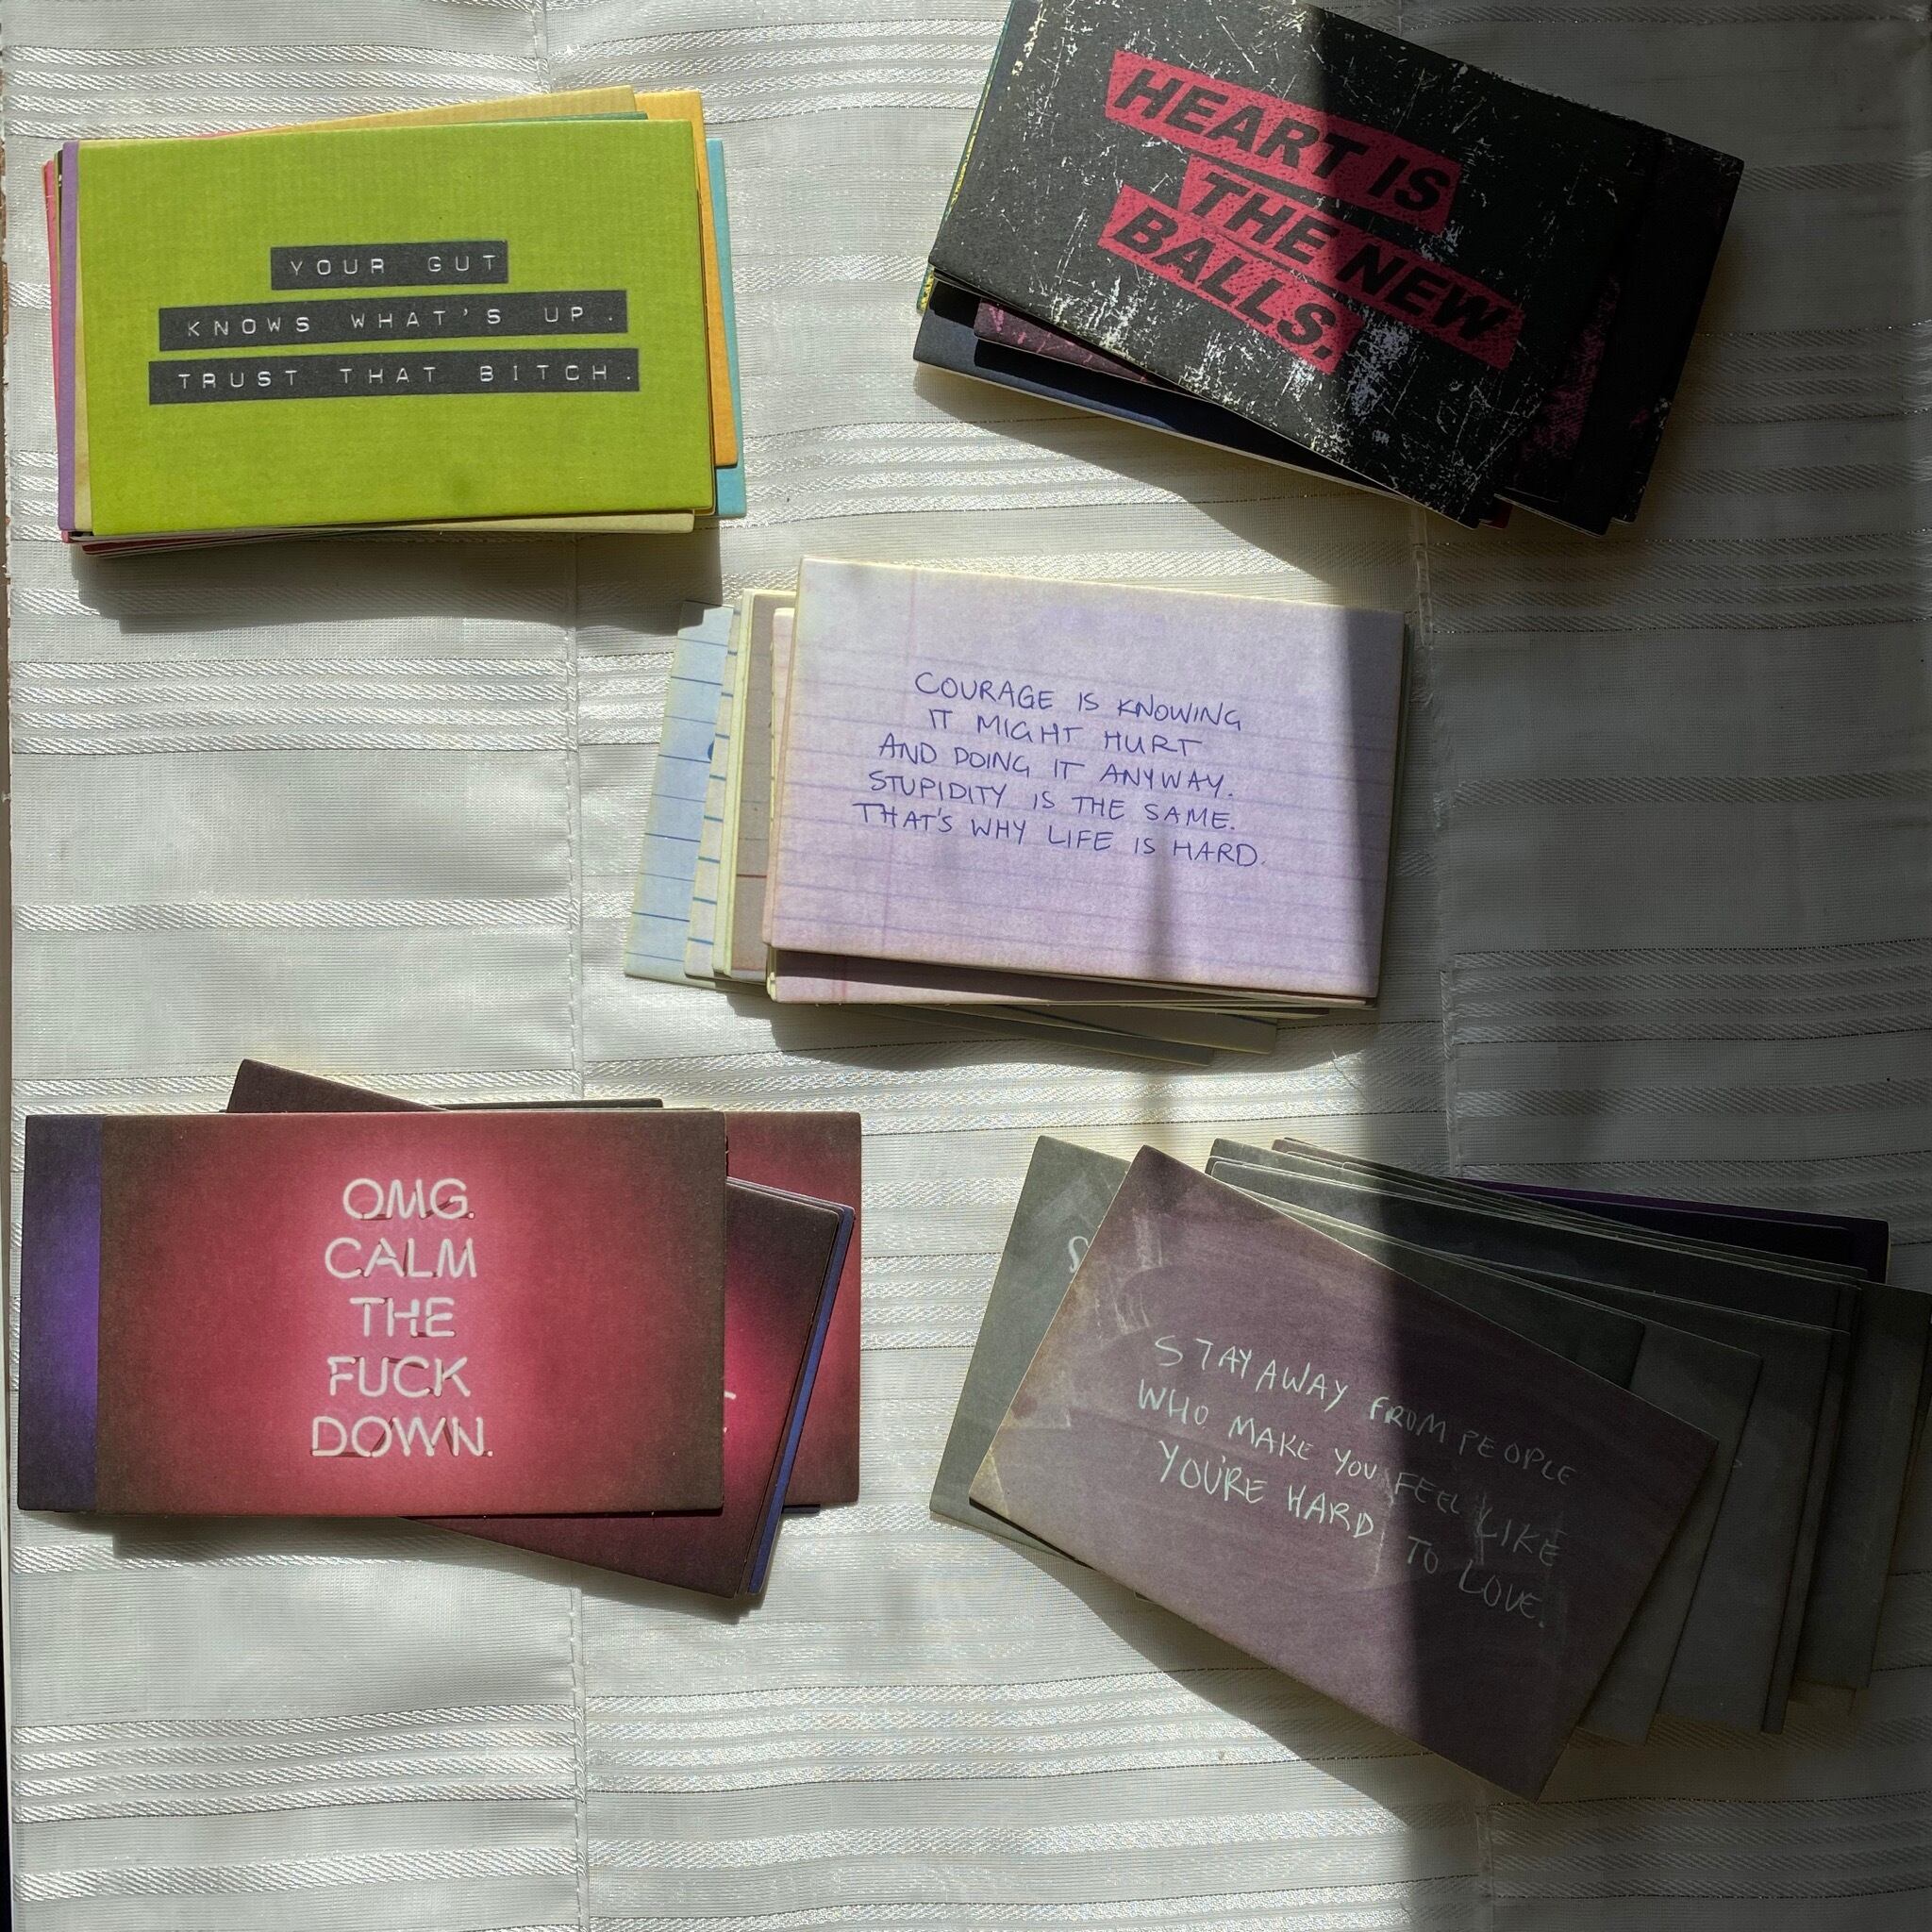 YOUR GUT
KNOWS WHAT'S UP.
TRUST THAT BITCH.
HEART IS
THE NEW
BALLS.
COURAGE IS KNOWING
IT MIGHT HURT
AND DOING IT ANYWAY.
STUPIDITY IS THE SAME.
THAT'S WHY LIFE IS HARD.
OMG.
CALM
THE
FUCK
DOWN.
STAY AWAY FROM PEOPLE
WHO MAKE YOU FEEL LIKE
YOU'RE HARD TO LOVE.